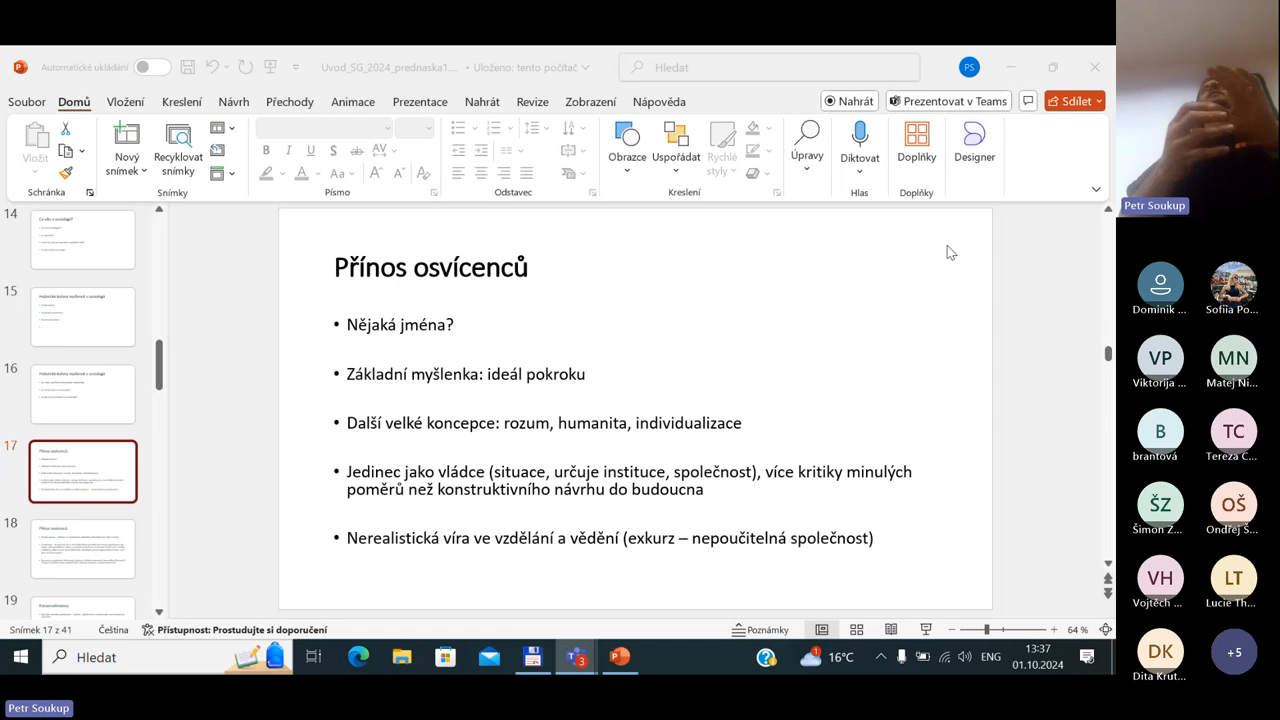 Automatické ukládání
Uvod_SG_2024_prednaska1.... • Uloženo: tento počítač
Hledat
PS
Soubor Domů Vložení Kreslení Návrh Přechody Animace Prezentace Nahrát Revize Zobrazení Nápověda
Nahrát
Prezentovat v Teams
Sdílet
Vložit
Nový snímek
Recyklovat snímky
Obrazce
Uspořádat
Rychlé styly
Úpravy
Diktovat
Doplňky
Designer
Schránka
Snímky
Písmo
Odstavec
Kreslení
Hlas
Doplňky
14
15
16
17
18
19
Přínos osvícenců
• Nějaká jména?
• Základní myšlenka: ideál pokroku
• Další velké koncepce: rozum, humanita, individualizace
• Jedinec jako vládce (situace, určuje instituce, společnost), více kritiky minulých
poměrů než konstruktivního návrhu do budoucna
• Nerealistická víra ve vzdělání a vědění (exkurz – nepoučitelná společnost)
Snímek 17 z 41
Čeština
Přístupnost: Prostudujte si doporučení
Poznámky
64 %
Hledat
3
1
16°C
ENG
13:37
01.10.2024
Petr Soukup
Petr Soukup
Dominik ...
Sofiia Po...
VP
Viktorija ...
MN
Matej Ni...
B
brantová
TC
Tereza C...
ŠZ
Šimon Z...
OŠ
Ondřej Š...
VH
Vojtěch ...
LT
Lucie Th...
DK
Dita Krut...
+5